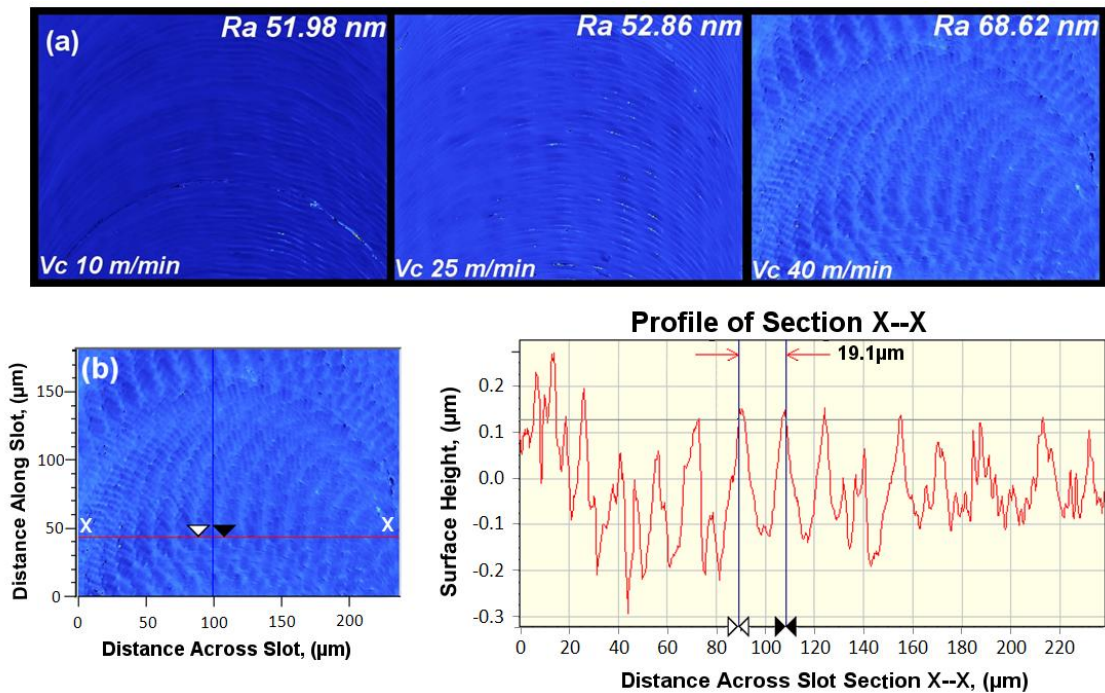 (a)
Ra 51.98 nm
Ra 52.86 nm
Ra 68.62 nm
Vc 10 m/min
Vc 25 m/min
Vc 40 m/min
(b)
Distance Along Slot, (µm)
150
100
50
0
X
X
0
50
100
150
200
Distance Across Slot, (µm)
Profile of Section X--X
19.1µm
Surface Height, (µm)
0.2
0.1
0.0
-0.1
-0.2
-0.3
0 20 40 60 80 100 120 140 160 180 200 220
Distance Across Slot Section X--X, (µm)